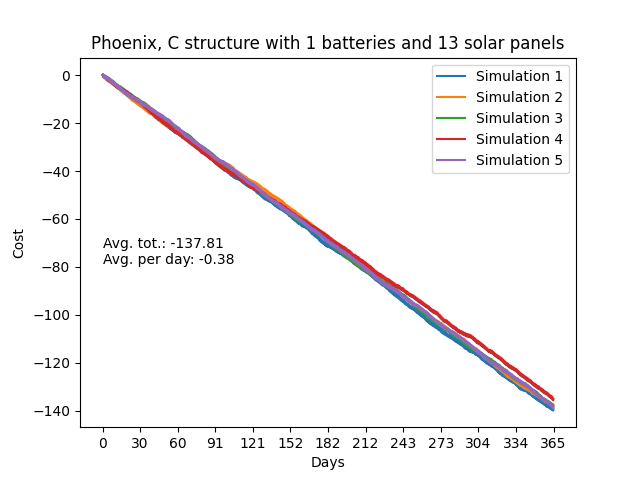 Phoenix, C structure with 1 batteries and 13 solar panels
Simulation 1
Simulation 2
Simulation 3
Simulation 4
Simulation 5
Avg. tot.: -137.81
Avg. per day: -0.38
Cost
0
−20
−40
−60
−80
−100
−120
−140
0 30 60 91 121 152 182 212 243 273 304 334 365
Days